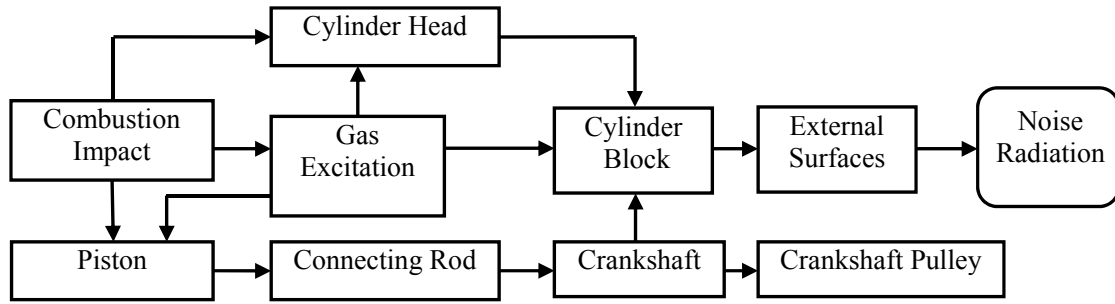 Cylinder Head
Combustion
Impact
Gas
Excitation
Cylinder
Block
External
Surfaces
Noise
Radiation
Piston
Connecting Rod
Crankshaft
Crankshaft Pulley